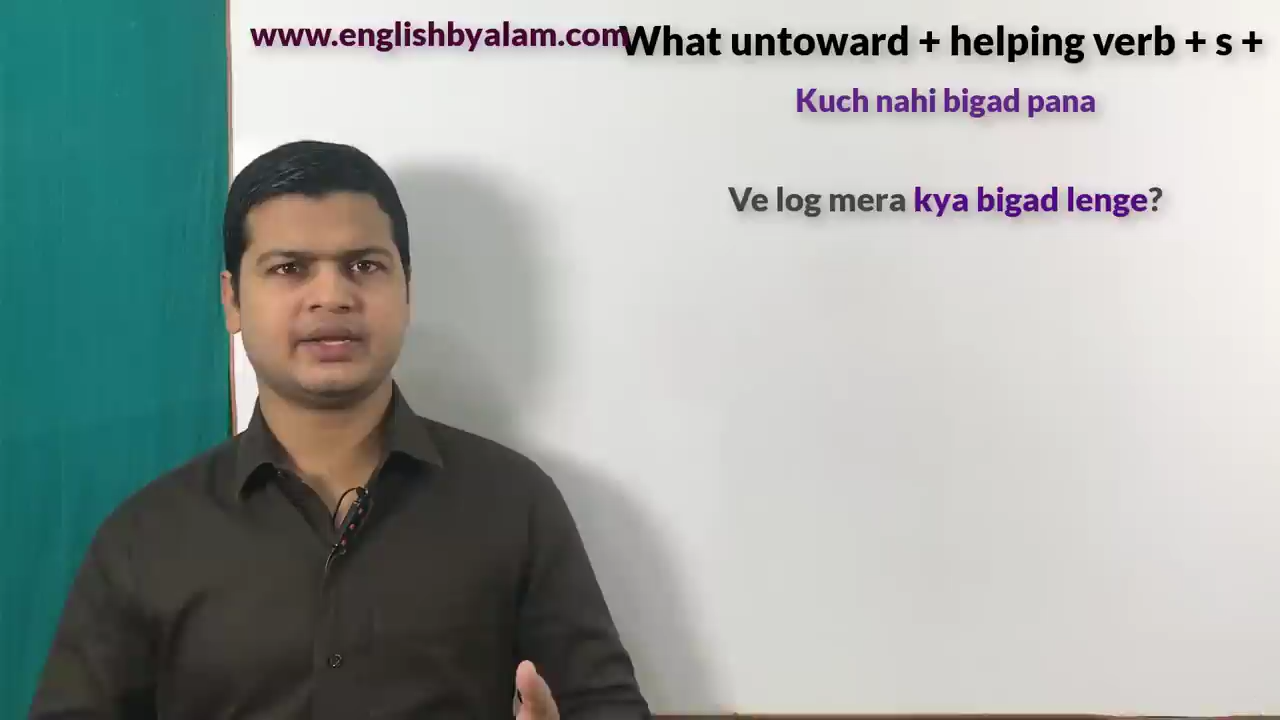 www.englishbyalam.com
What untoward + helping verb + s +
Kuch nahi bigad pana
Ve log mera kya bigad lenge?